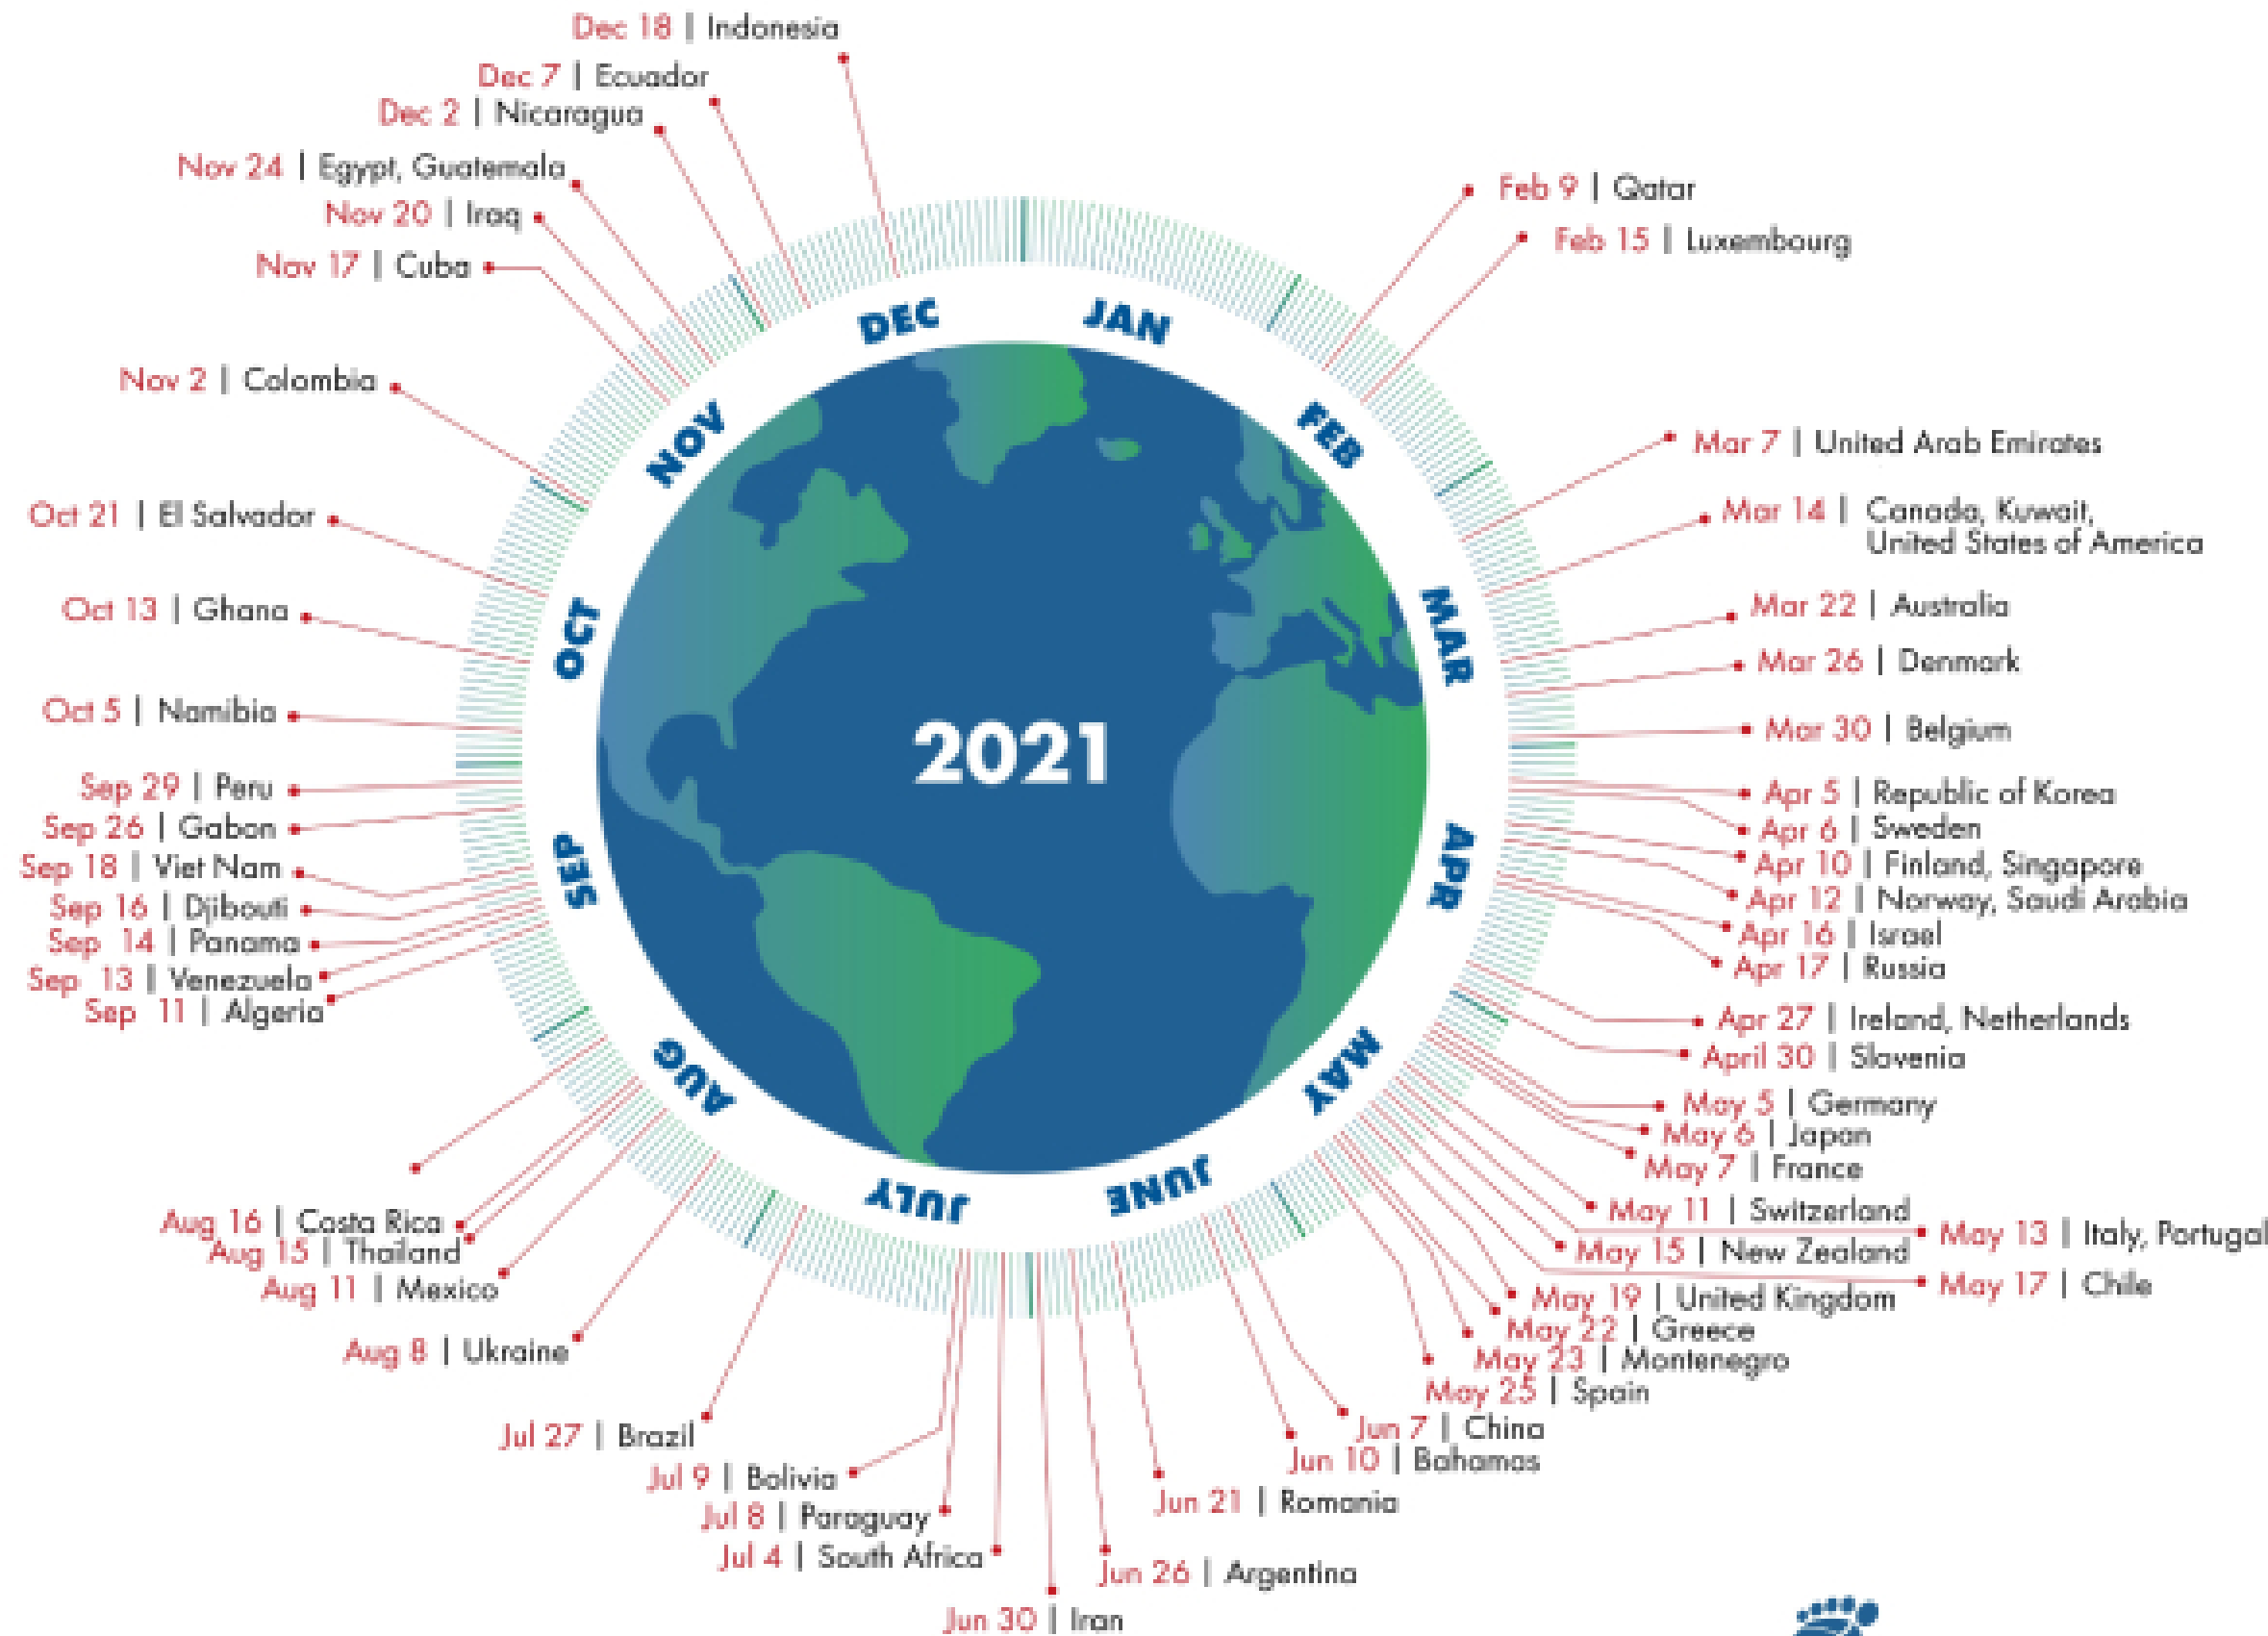 Dec 18 | Indonesia
Dec 7 | Ecuador
Dec 2 | Nicaragua
Nov 24 | Egypt, Guatemala
Nov 20 | Iraq
Nov 17 | Cuba
Nov 2 | Colombia
Oct 21 | El Salvador
Oct 13 | Ghana
Oct 5 | Namibia
Sep 29 | Peru
Sep 26 | Gabon
Sep 18 | Viet Nam
Sep 16 | Djibouti
Sep 14 | Panama
Sep 13 | Venezuela
Sep 11 | Algeria
Aug 16 | Costa Rica
Aug 15 | Thailand
Aug 11 | Mexico
Aug 8 | Ukraine
Jul 27 | Brazil
Jul 9 | Bolivia
Jul 8 | Paraguay
Jul 4 | South Africa
Jun 30 | Iran
Feb 9 | Qatar
Feb 15 | Luxembourg
Mar 7 | United Arab Emirates
Mar 14 | Canada, Kuwait,
United States of America
Mar 22 | Australia
Mar 26 | Denmark
Mar 30 | Belgium
Apr 5 | Republic of Korea
Apr 6 | Sweden
Apr 10 | Finland, Singapore
Apr 12 | Norway, Saudi Arabia
Apr 16 | Israel
Apr 17 | Russia
Apr 27 | Ireland, Netherlands
April 30 | Slovenia
May 5 | Germany
May 6 | Japan
May 7 | France
May 11 | Switzerland
May 13 | Italy, Portugal
May 15 | New Zealand
May 17 | Chile
May 19 | United Kingdom
May 22 | Greece
May 23 | Montenegro
May 25 | Spain
Jun 7 | China
Jun 10 | Bahamas
Jun 21 | Romania
Jun 26 | Argentina
JAN
FEB
MAR
APR
MAY
JUNE
JULY
AUG
SEP
OCT
NOV
DEC
2021